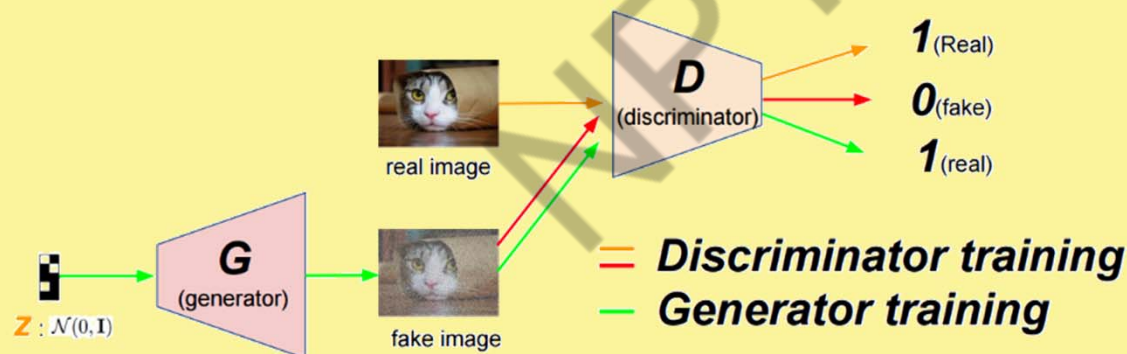 1(Real)
D
(discriminator)
0(fake)
1(real)
real image
G
(generator)
Z : N(0, I)
fake image
Discriminator training
Generator training